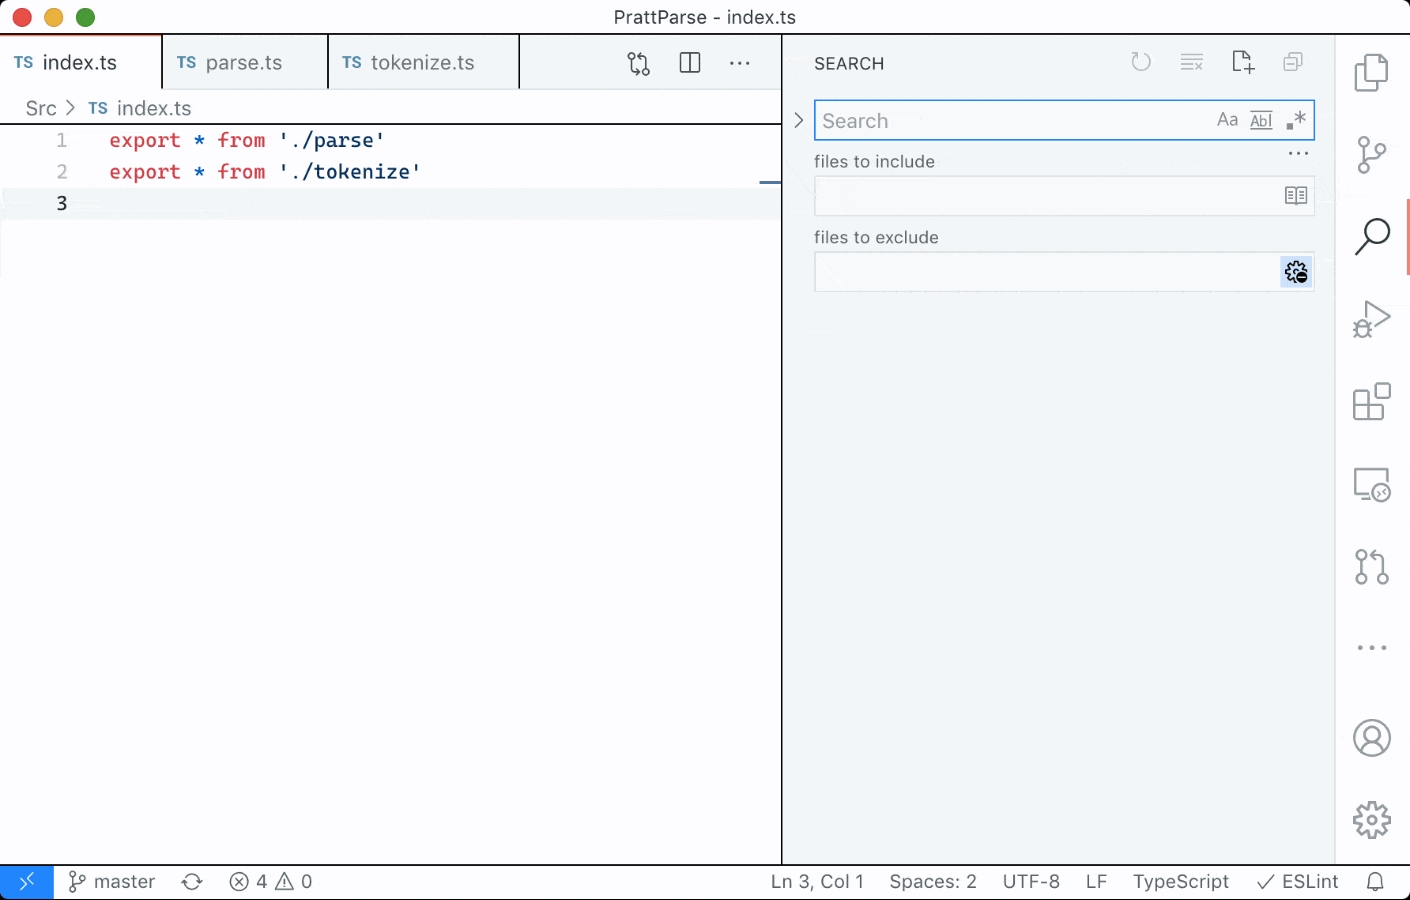 PrattParse - index.ts
TS index.ts
TS parse.ts
TS tokenize.ts
SEARCH
Src > TS index.ts
1 export * from './parse'
2 export * from './tokenize'
3
Search
Aa Abl .*
files to include
files to exclude
master
4 0
Ln 3, Col 1
Spaces: 2
UTF-8
LF
TypeScript
ESLint